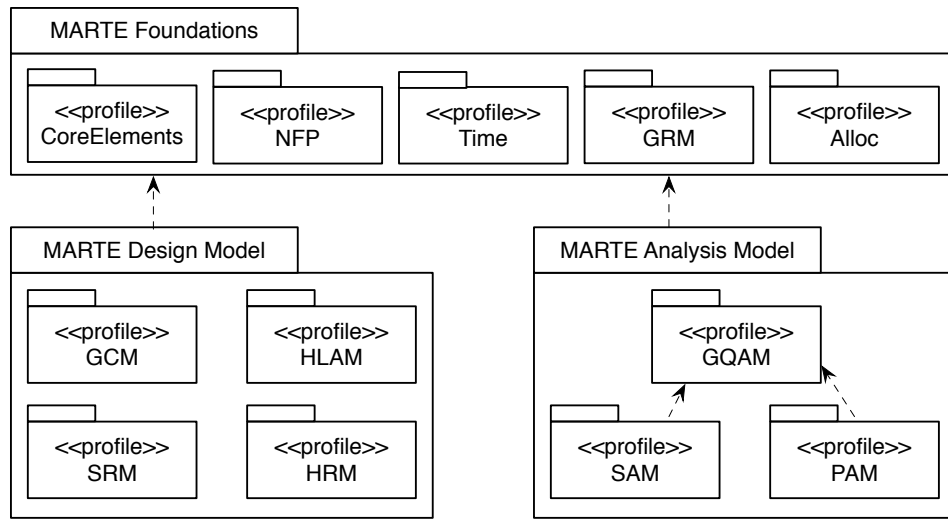 MARTE Foundations
<<profile>>
CoreElements
<<profile>>
NFP
<<profile>>
Time
<<profile>>
GRM
<<profile>>
Alloc
MARTE Design Model
<<profile>>
GCM
<<profile>>
HLAM
<<profile>>
SRM
<<profile>>
HRM
MARTE Analysis Model
<<profile>>
GQAM
<<profile>>
SAM
<<profile>>
PAM